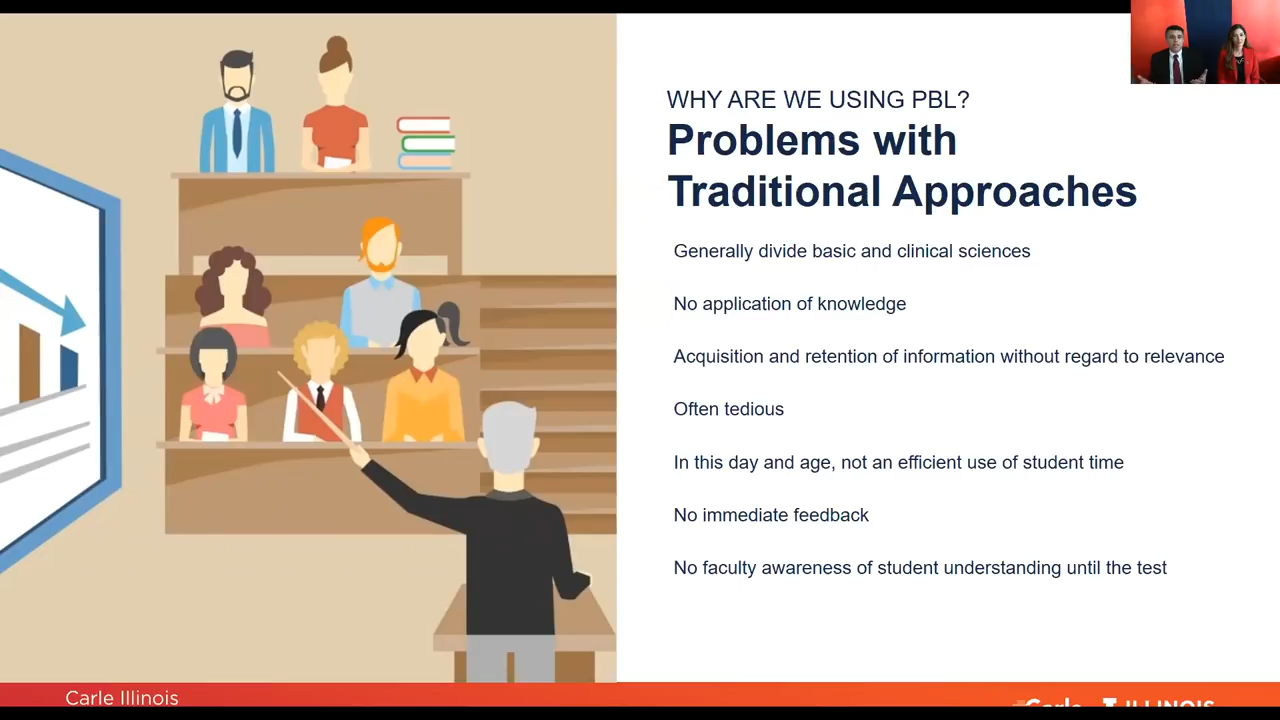 WHY ARE WE USING PBL?
Problems with
Traditional Approaches
Generally divide basic and clinical sciences
No application of knowledge
Acquisition and retention of information without regard to relevance
Often tedious
In this day and age, not an efficient use of student time
No immediate feedback
No faculty awareness of student understanding until the test
Carle Illinois
Carle
ILLINOIS